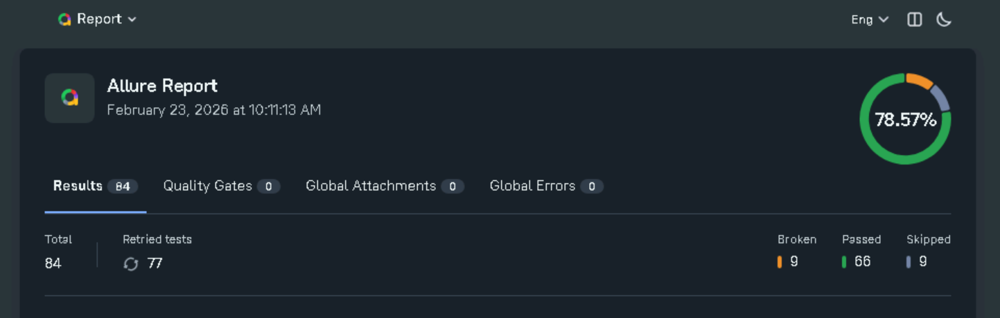 Report
Eng
Allure Report
February 23, 2026 at 10:11:13 AM
78.57%
Results 84 Quality Gates 0 Global Attachments 0 Global Errors 0
Total Retried tests Broken Passed Skipped
84 77 9 66 9